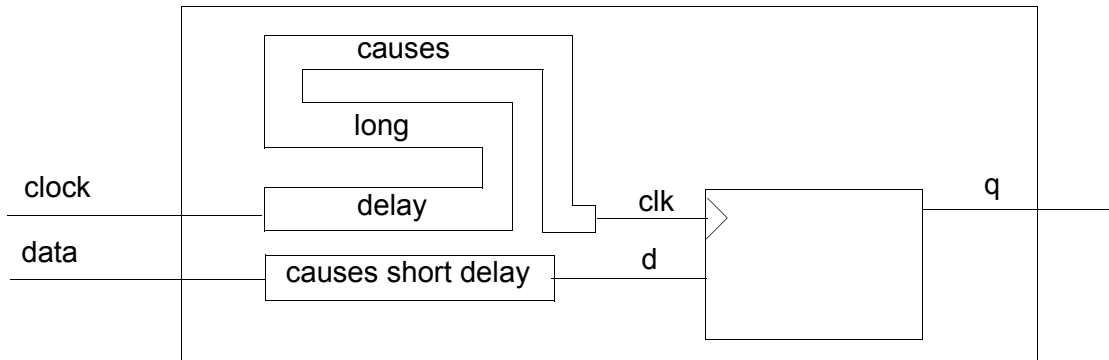 causes
long
clock
delay
clk
q
data
causes short delay
d